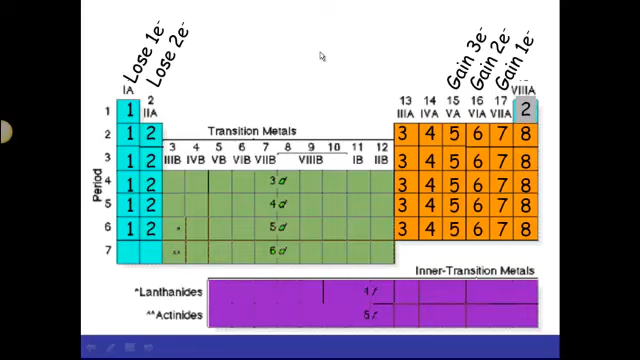 Lose 1e⁻
Lose 2e⁻
Gain 3e⁻
Gain 2e⁻
Gain 1e⁻
IA
VIIIA
2
13 14 15 16 17
IIA
IIIA IVA VA VIA VIIA
1 1 2
2 1 2 Transition Metals 3 4 5 6 7 8
3 4 5 6 7 8 9 10 11 12
3 1 2 IIIB IVB VB VIB VIIB VIIIB IB IIB 3 4 5 6 7 8
4 1 2 3d 3 4 5 6 7 8
5 1 2 4d 3 4 5 6 7 8
6 1 2 * 5d 3 4 5 6 7 8
7 ** 6d
Period
Inner-Transition Metals
*Lanthanides 4f
**Actinides 5f